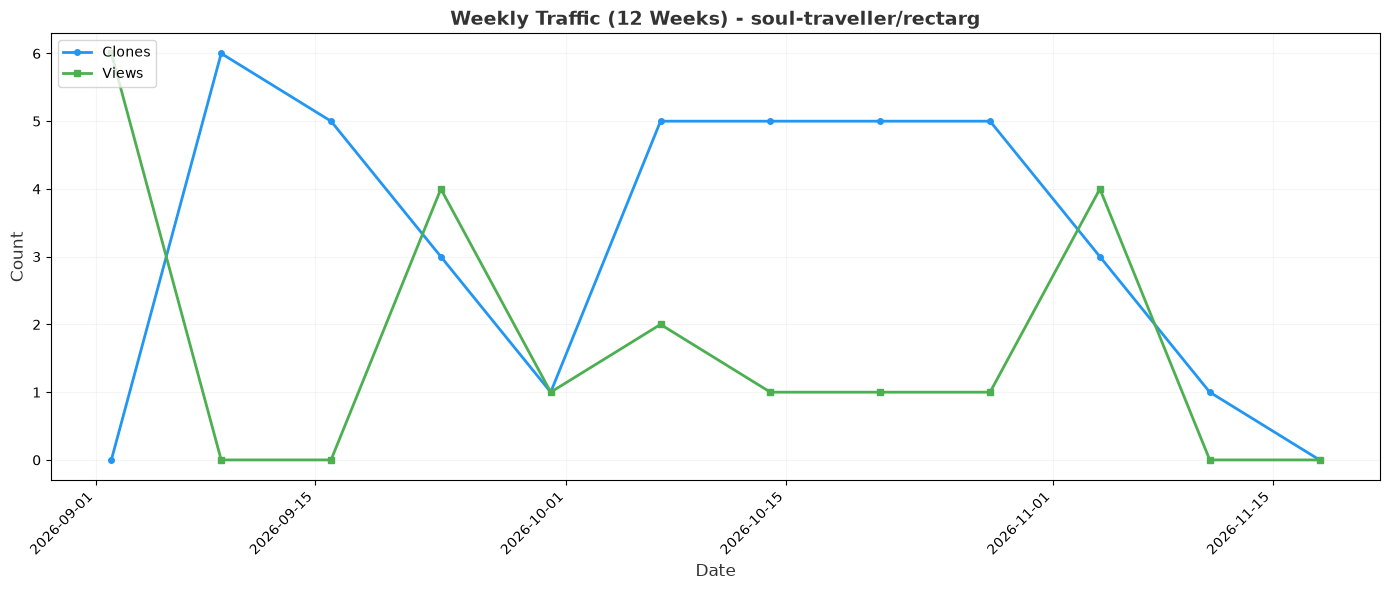 Weekly Traffic (12 Weeks) - soul-traveller/rectarg
Clones
Views
Count
6
5
4
3
2
1
0
2026-09-01
2026-09-15
2026-10-01
2026-10-15
2026-11-01
2026-11-15
Date